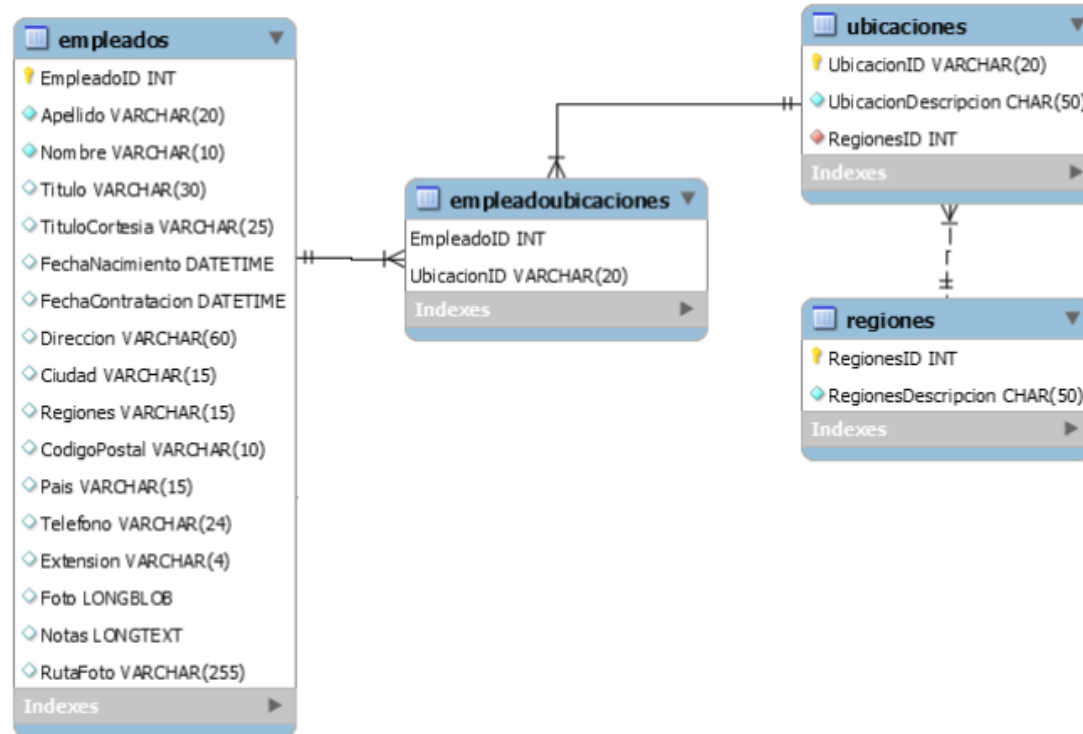 empleados
EmpleadoID INT
Apellido VARCHAR(20)
Nombre VARCHAR(10)
Titulo VARCHAR(30)
TituloCortesia VARCHAR(25)
FechaNacimiento DATETIME
FechaContratacion DATETIME
Direccion VARCHAR(60)
Ciudad VARCHAR(15)
Regiones VARCHAR(15)
CodigoPostal VARCHAR(10)
Pais VARCHAR(15)
Telefono VARCHAR(24)
Extension VARCHAR(4)
Foto LONGBLOB
Notas LONGTEXT
RutaFoto VARCHAR(255)
Indexes
empleadoubicaciones
EmpleadoID INT
UbicacionID VARCHAR(20)
Indexes
ubicaciones
UbicacionID VARCHAR(20)
UbicacionDescripcion CHAR(50)
RegionesID INT
Indexes
regiones
RegionesID INT
RegionesDescripcion CHAR(50)
Indexes